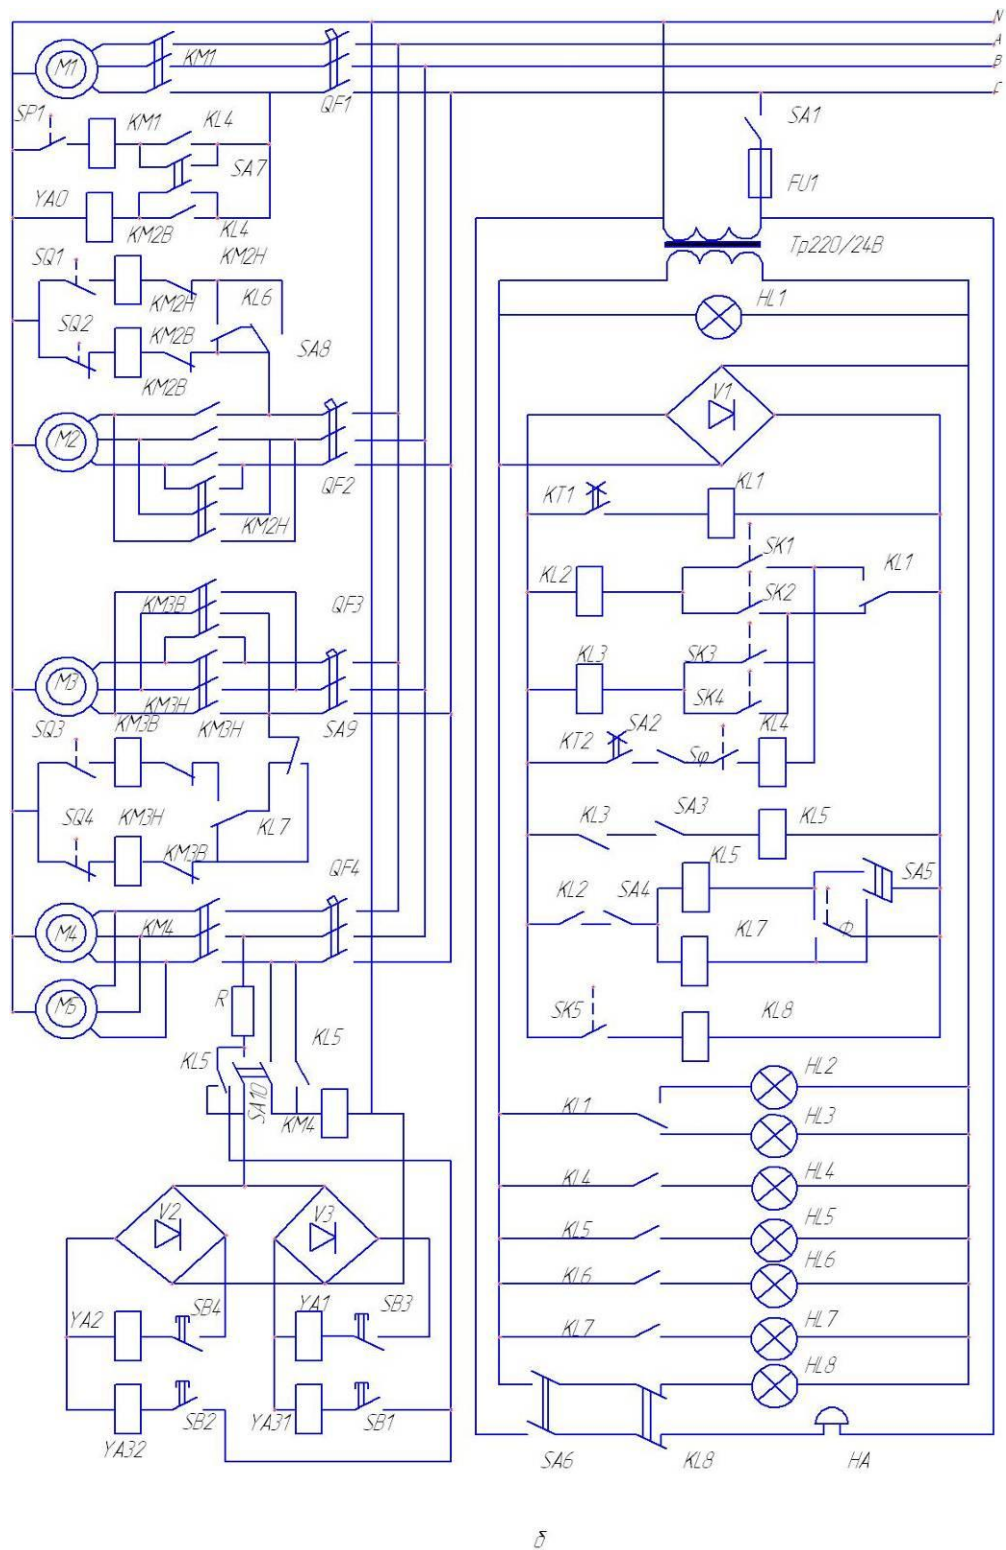 N
A
B
C
M1
KM1
QF1
SP1
KM1
KL4
SA7
YA0
KM2B
KL4
KM2H
SQ1
KM2H
KL6
SQ2
KM2B
SA8
KM2B
M2
QF2
KM2H
KM3B
QF3
M3
KM3H
SQ3
KM3B
KM3H
SA9
SQ4
KM3H
KL7
KM3B
QF4
M4
KM4
M5
R
KL5
KL5
SA10
KM4
V2
V3
YA2
SB4
YA1
SB3
YA32
SB2
YA31
SB1
SA1
FU1
Тр220/24В
HL1
V1
KT1
KL1
SK1
KL1
KL2
SK2
KL3
SK3
SK4
KT2
SA2
Sφ
KL4
KL3
SA3
KL5
KL5
SA5
KL2
SA4
KL7
Ф
SK5
KL8
HL2
KL1
HL3
KL4
HL4
KL5
HL5
KL6
HL6
KL7
HL7
HL8
SA6
KL8
HA
б